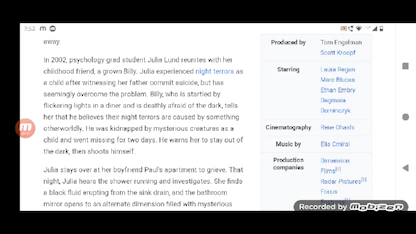 7:52
away.
In 2002, psychology grad student Julia Lund reunites with her
childhood friend, a grown Billy. Julia experienced night terrors as
a child after witnessing her father commit suicide, but has
seemingly overcome the problem. Billy, who is startled by
flickering lights in a diner and is deathly afraid of the dark, tells
her that he believes their night terrors are caused by something
otherworldly. He was kidnapped by mysterious creatures as a
child and went missing for two days. He warns her to stay out of
the dark, then shoots himself.
Julia stays over at her boyfriend Paul's apartment to grieve. That
night, Julia hears the shower running and investigates. She finds
a black fluid erupting from the sink drain, and the bathroom
mirror opens to an alternate dimension filled with mysterious
Produced by
Tom Engelman
Scott Kroopf
Starring
Laura Regan
Marc Blucas
Ethan Embry
Dagmara
Dominczyk
Cinematography
Rene Ohashi
Music by
Elia Cmiral
Production
companies
Dimension
Films
Radar Pictures
Focus
Recorded by Mobizen